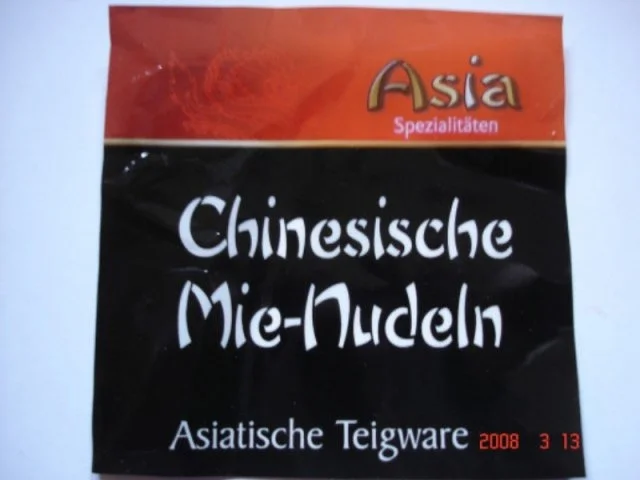 Asia
Spezialitäten
Chinesische
Mie-Nudeln
Asiatische Teigware
2008 3 13